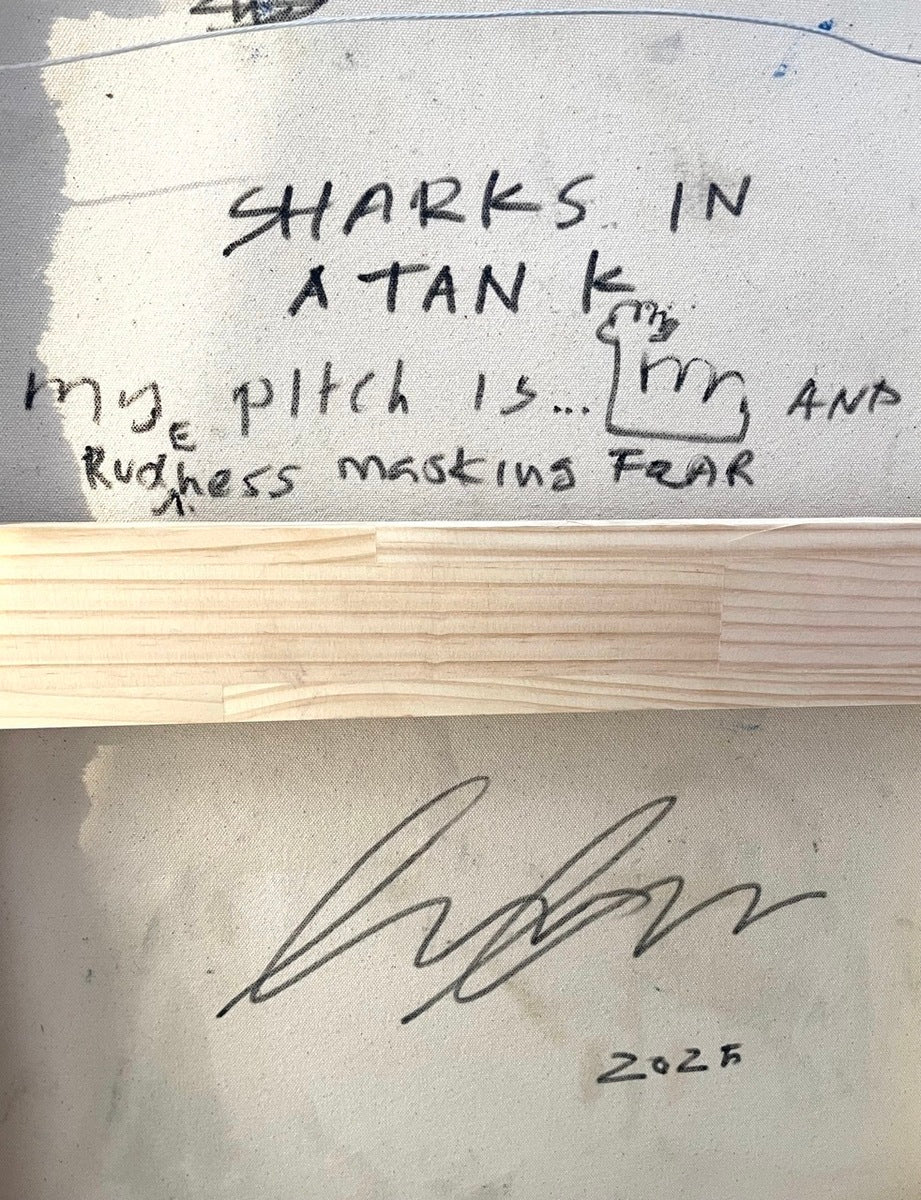 SHARKS IN
A TANK
my pitch is... AND
RudEness masking FEAR
2025